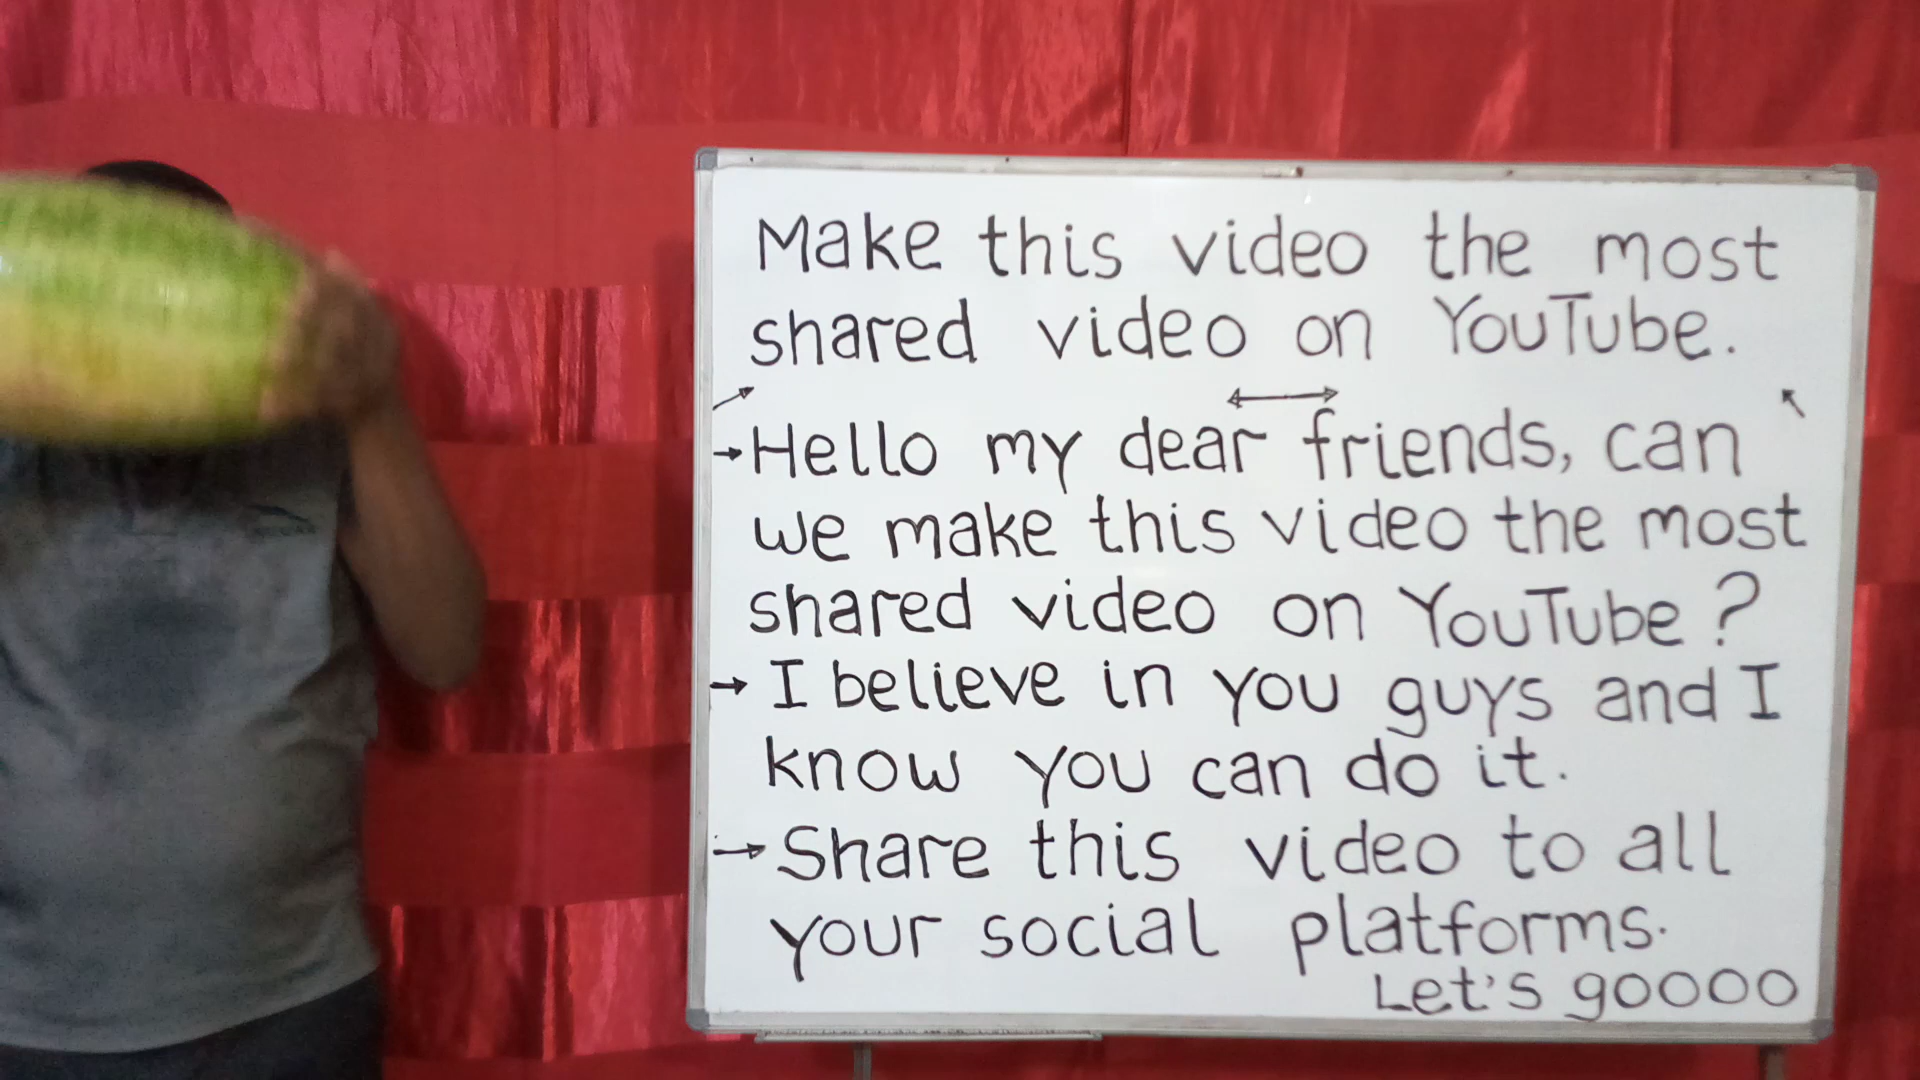 Make this video the most
shared video on YouTube.
→Hello my dear friends, can
we make this video the most
shared video on YouTube?
→ I believe in you guys and I
know you can do it.
→Share this video to all
your social platforms.
Let's goooo